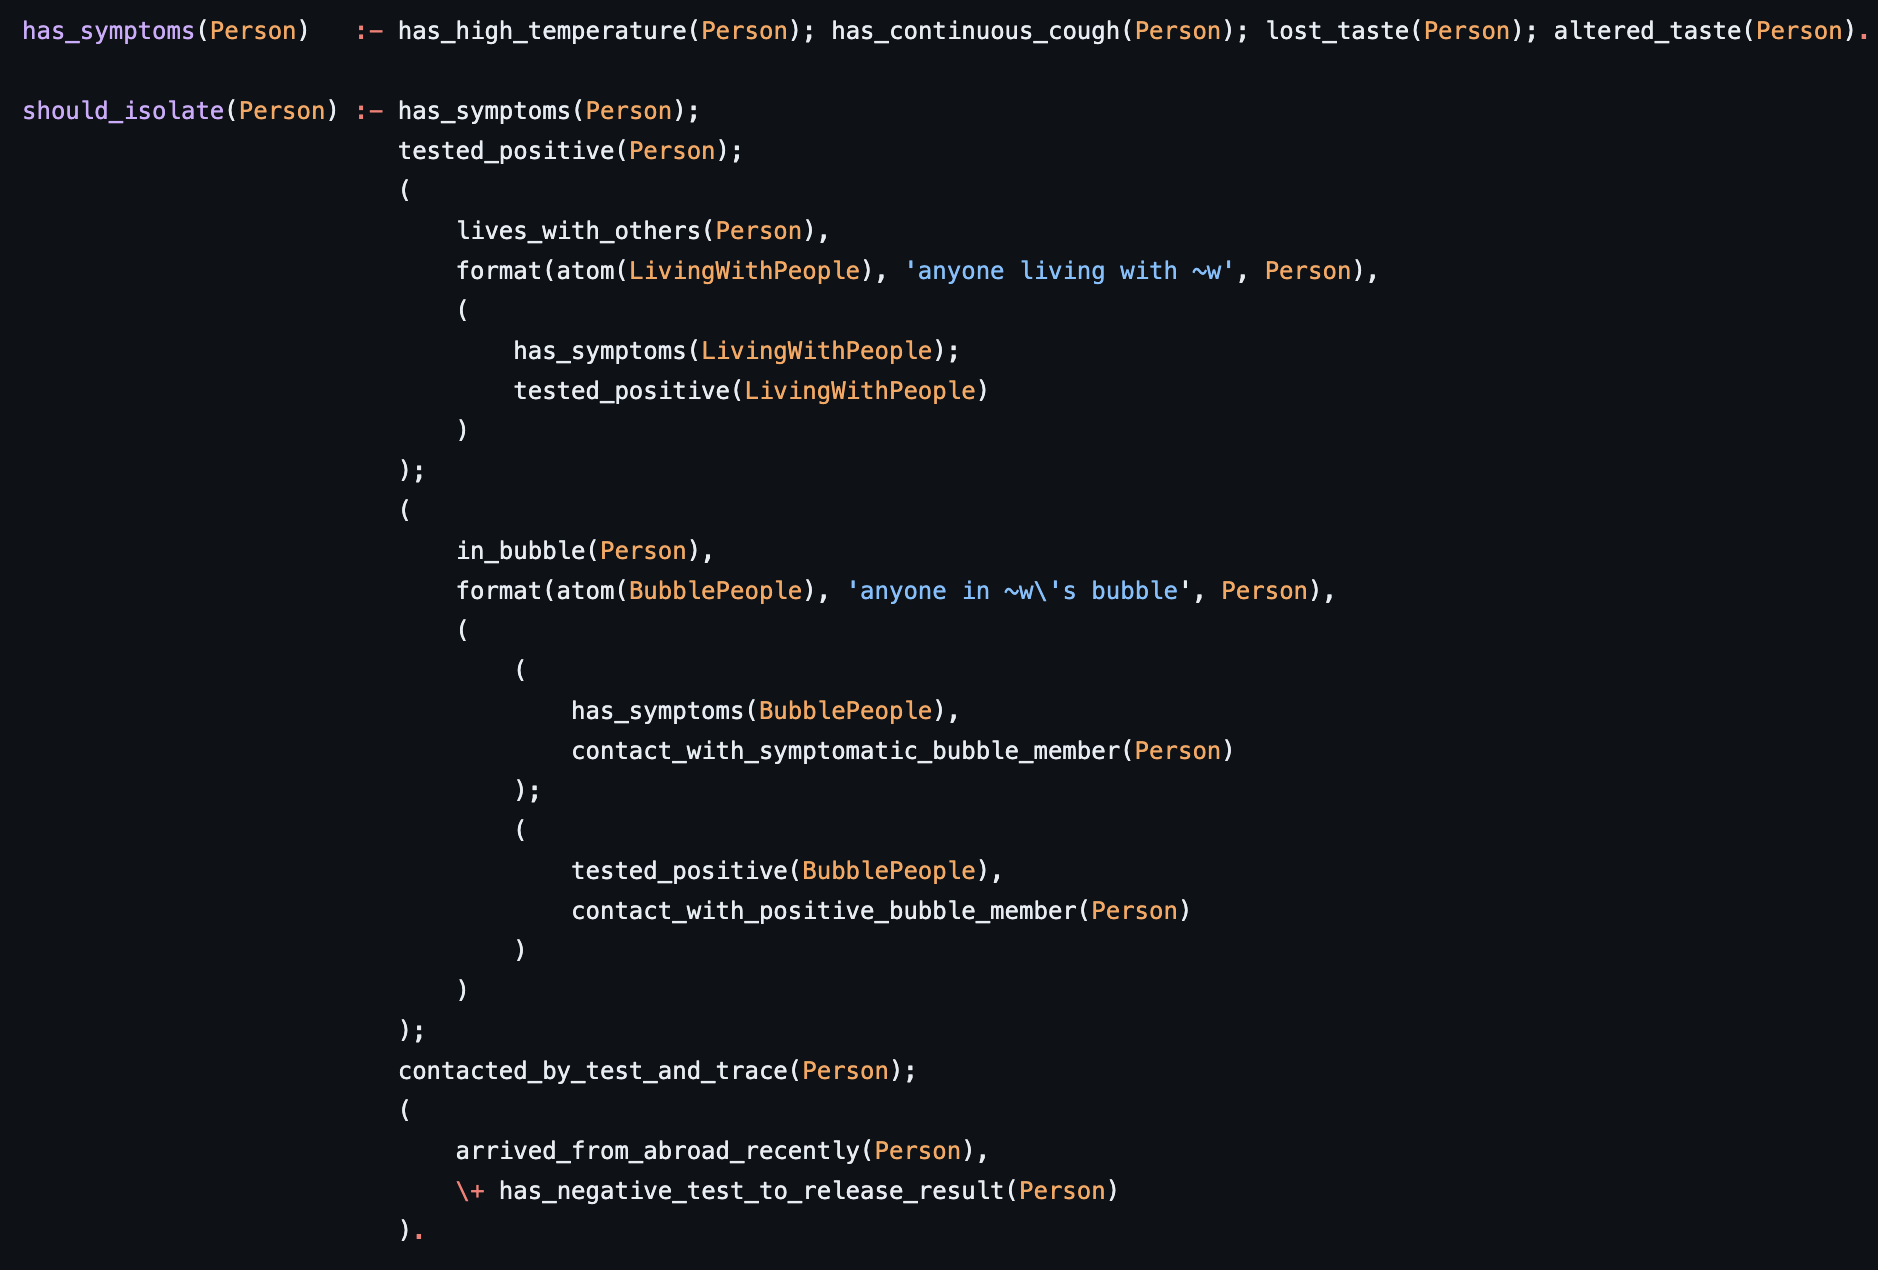 has_symptoms(Person)   :- has_high_temperature(Person); has_continuous_cough(Person); lost_taste(Person); altered_taste(Person).
should_isolate(Person) :- has_symptoms(Person);
tested_positive(Person);
(
lives_with_others(Person),
format(atom(LivingWithPeople), 'anyone living with ~w', Person),
(
has_symptoms(LivingWithPeople);
tested_positive(LivingWithPeople)
)
);
(
in_bubble(Person),
format(atom(BubblePeople), 'anyone in ~w\'s bubble', Person),
(
(
has_symptoms(BubblePeople),
contact_with_symptomatic_bubble_member(Person)
);
(
tested_positive(BubblePeople),
contact_with_positive_bubble_member(Person)
)
)
);
contacted_by_test_and_trace(Person);
(
arrived_from_abroad_recently(Person),
\+ has_negative_test_to_release_result(Person)
).